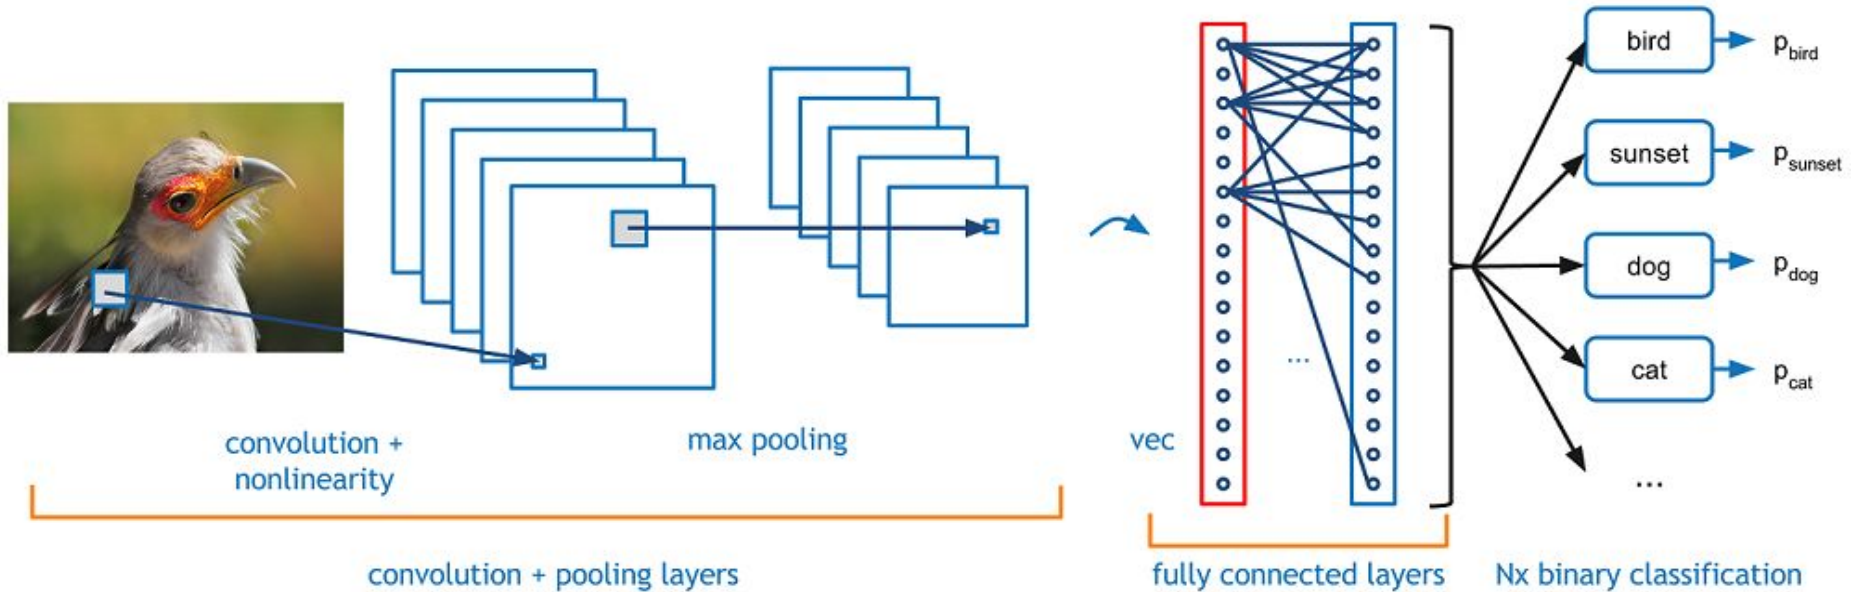 convolution +
nonlinearity
max pooling
vec
convolution + pooling layers
fully connected layers
Nx binary classification
bird
p_bird
sunset
p_sunset
dog
p_dog
cat
p_cat
...
...